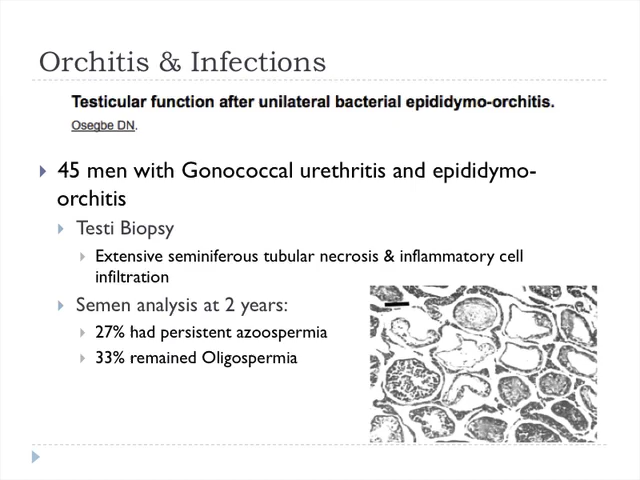 Orchitis & Infections
Testicular function after unilateral bacterial epididymo-orchitis.
Osegbe DN.
45 men with Gonococcal urethritis and epididymo-
orchitis
Testi Biopsy
Extensive seminiferous tubular necrosis & inflammatory cell
infiltration
Semen analysis at 2 years:
27% had persistent azoospermia
33% remained Oligospermia